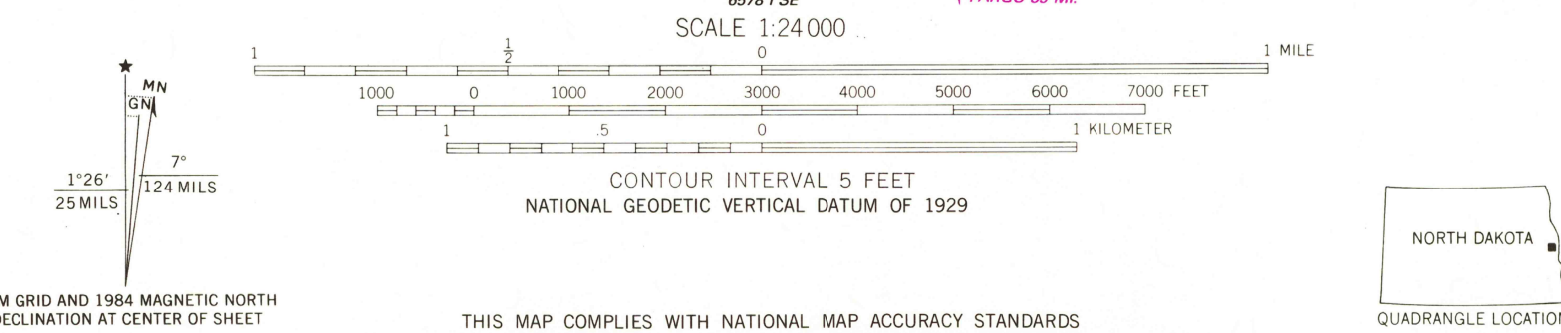 SCALE 1:24 000
1 1/2 0 1 MILE
1000 0 1000 2000 3000 4000 5000 6000 7000 FEET
1 .5 0 1 KILOMETER
CONTOUR INTERVAL 5 FEET
NATIONAL GEODETIC VERTICAL DATUM OF 1929
★
MN
GN
1°26′
25 MILS
7°
124 MILS
M GRID AND 1984 MAGNETIC NORTH
DECLINATION AT CENTER OF SHEET
THIS MAP COMPLIES WITH NATIONAL MAP ACCURACY STANDARDS
NORTH DAKOTA
QUADRANGLE LOCATION